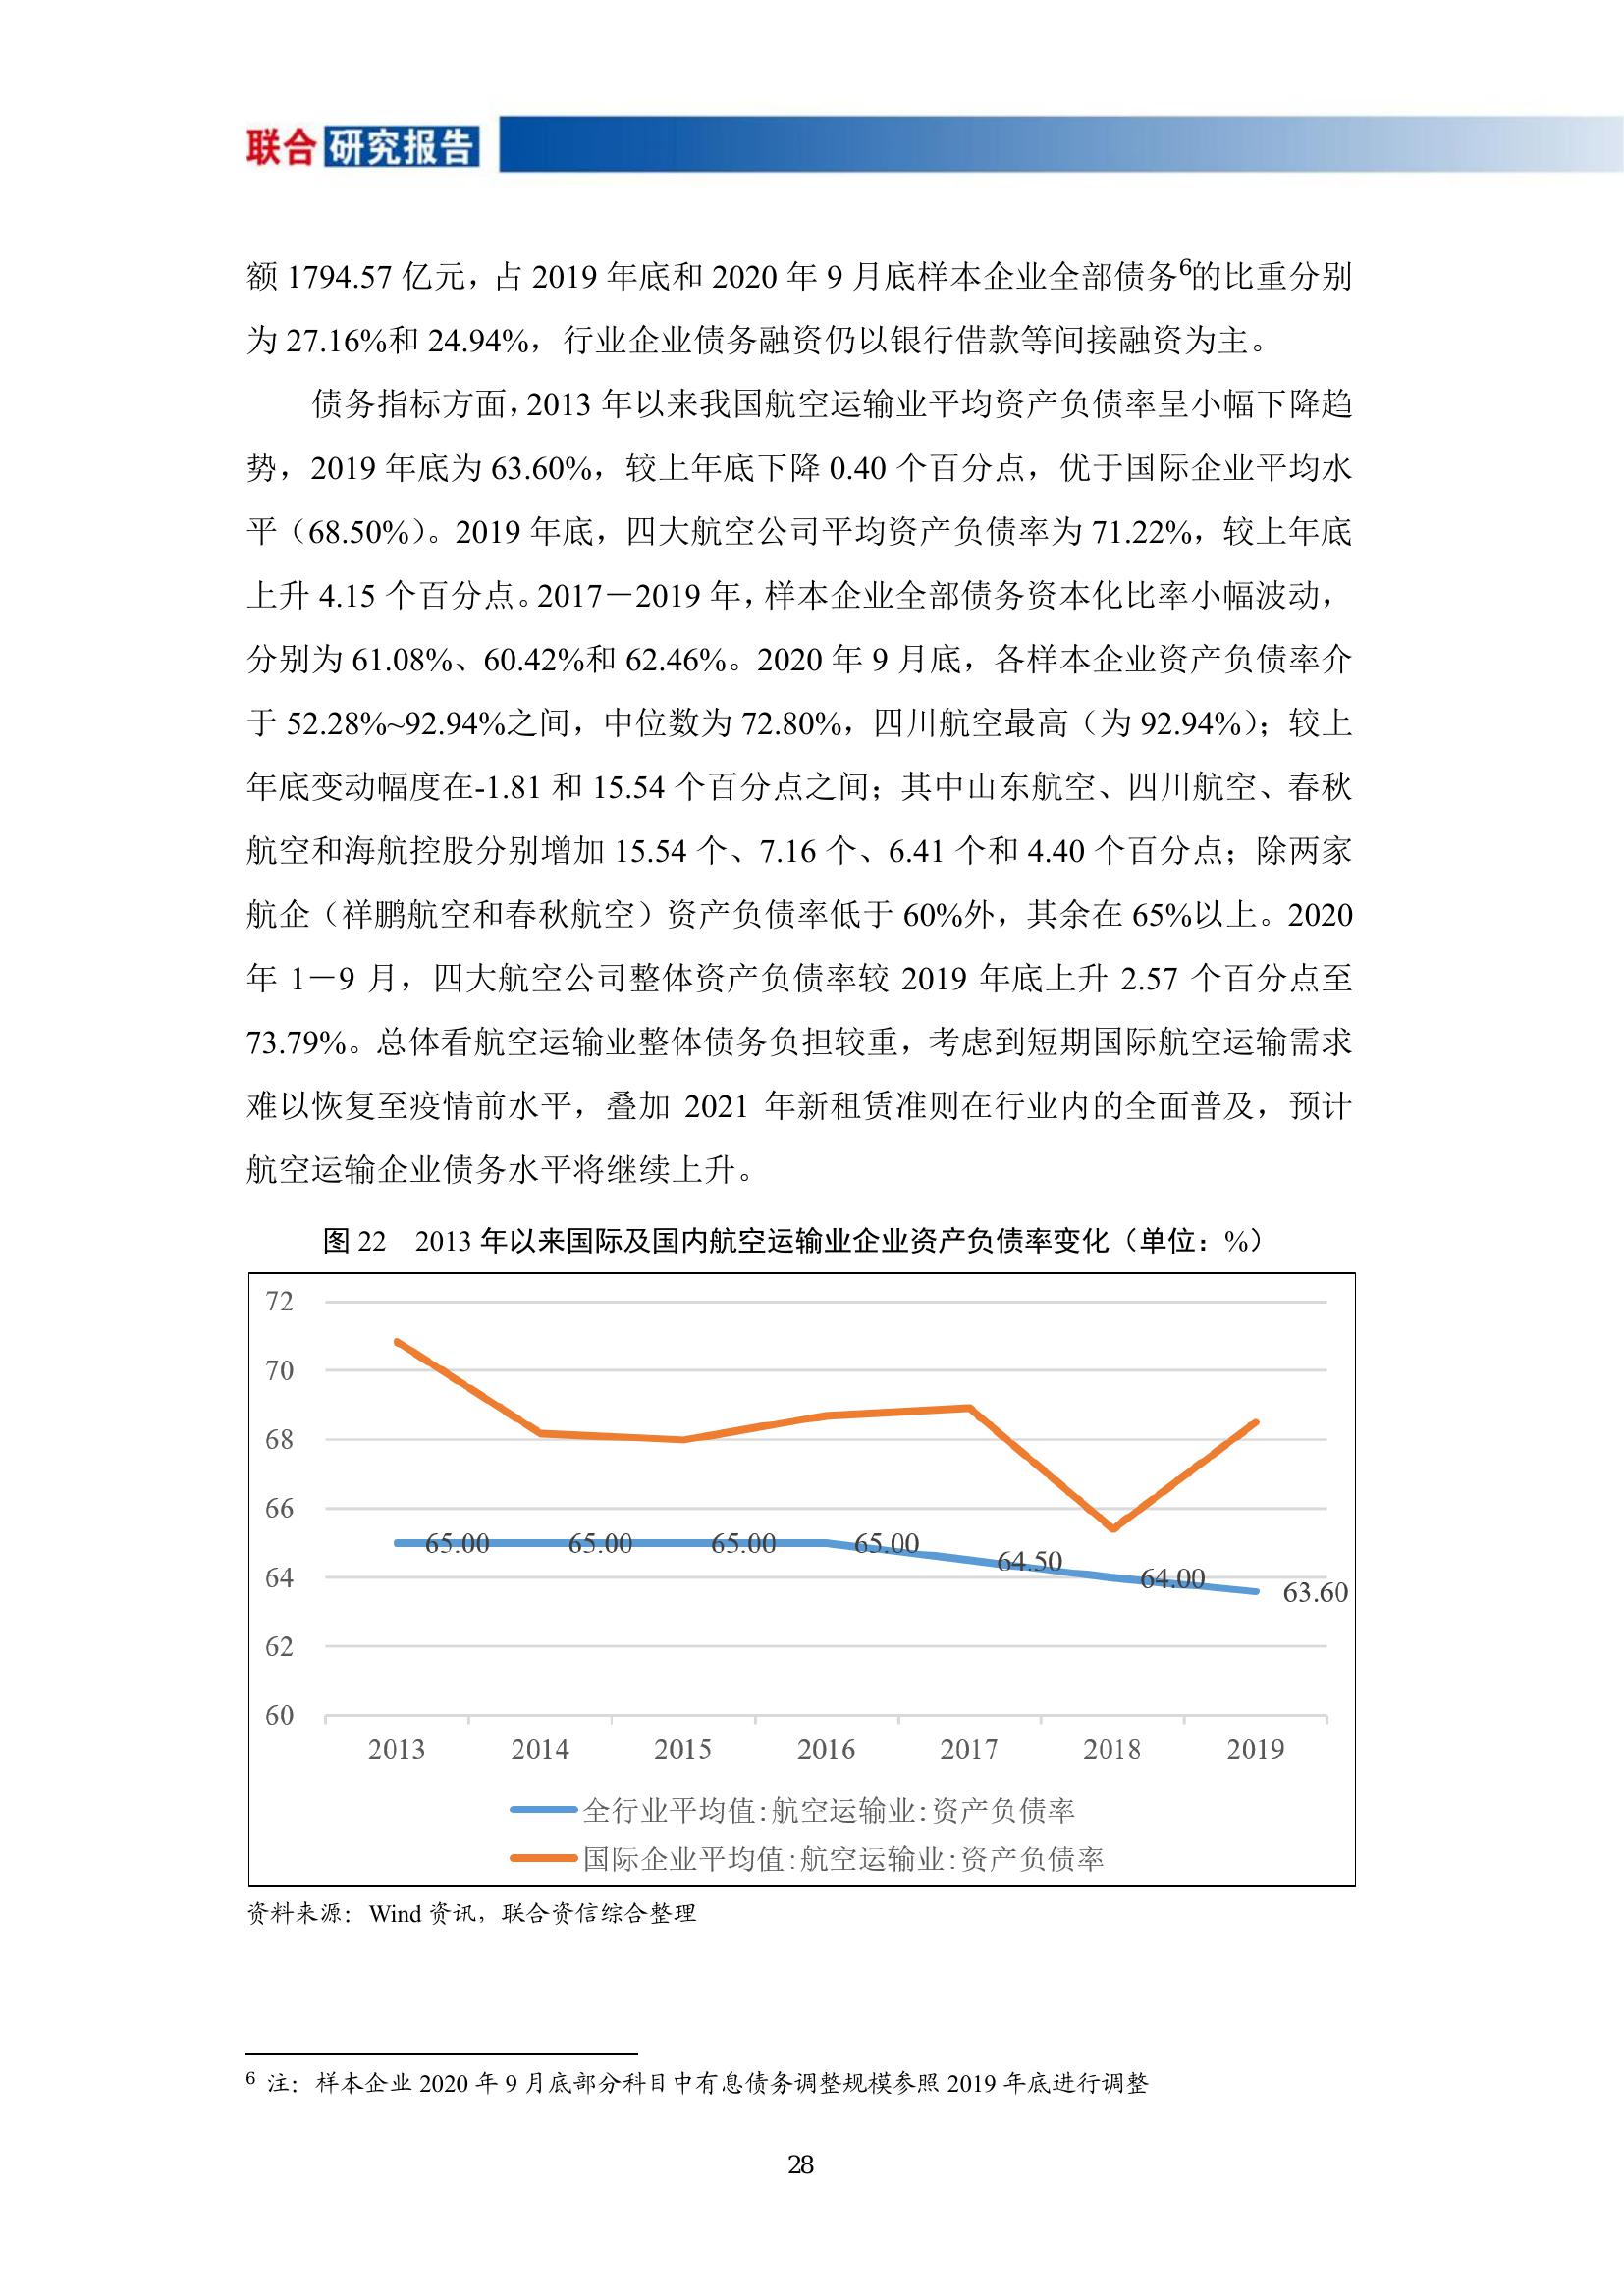 联合研究报告
额 1794.57 亿元，占 2019 年底和 2020 年 9 月底样本企业全部债务6的比重分别
为 27.16%和 24.94%，行业企业债务融资仍以银行借款等间接融资为主。
债务指标方面，2013 年以来我国航空运输业平均资产负债率呈小幅下降趋
势，2019 年底为 63.60%，较上年底下降 0.40 个百分点，优于国际企业平均水
平（68.50%）。2019 年底，四大航空公司平均资产负债率为 71.22%，较上年底
上升 4.15 个百分点。2017－2019 年，样本企业全部债务资本化比率小幅波动，
分别为 61.08%、60.42%和 62.46%。2020 年 9 月底，各样本企业资产负债率介
于 52.28%~92.94%之间，中位数为 72.80%，四川航空最高（为 92.94%）；较上
年底变动幅度在-1.81 和 15.54 个百分点之间；其中山东航空、四川航空、春秋
航空和海航控股分别增加 15.54 个、7.16 个、6.41 个和 4.40 个百分点；除两家
航企（祥鹏航空和春秋航空）资产负债率低于 60%外，其余在 65%以上。2020
年 1－9 月，四大航空公司整体资产负债率较 2019 年底上升 2.57 个百分点至
73.79%。总体看航空运输业整体债务负担较重，考虑到短期国际航空运输需求
难以恢复至疫情前水平，叠加 2021 年新租赁准则在行业内的全面普及，预计
航空运输企业债务水平将继续上升。
图 22 2013 年以来国际及国内航空运输业企业资产负债率变化（单位：%）
72
70
68
66
65.00 65.00 65.00 65.00 64.50 64.00 63.60
64
62
60
2013 2014 2015 2016 2017 2018 2019
全行业平均值:航空运输业:资产负债率
国际企业平均值:航空运输业:资产负债率
资料来源：Wind 资讯，联合资信综合整理
6 注：样本企业 2020 年 9 月底部分科目中有息债务调整规模参照 2019 年底进行调整
28